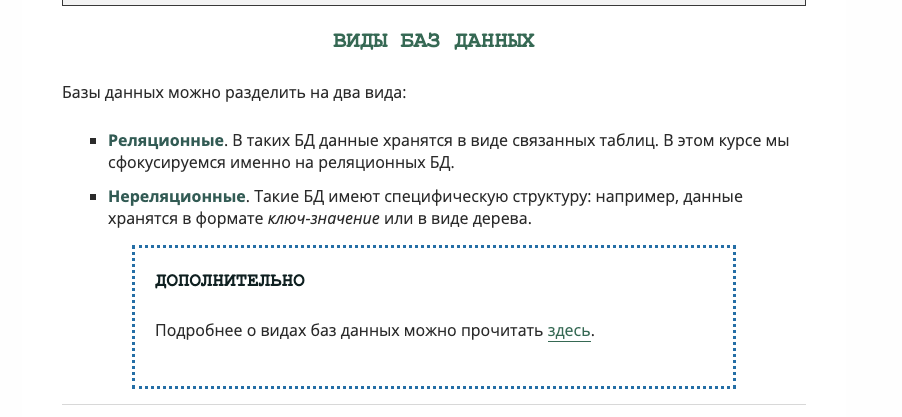 ВИДЫ БАЗ ДАННЫХ
Базы данных можно разделить на два вида:
Реляционные. В таких БД данные хранятся в виде связанных таблиц. В этом курсе мы
сфокусируемся именно на реляционных БД.
Нереляционные. Такие БД имеют специфическую структуру: например, данные
хранятся в формате ключ-значение или в виде дерева.
ДОПОЛНИТЕЛЬНО
Подробнее о видах баз данных можно прочитать здесь.